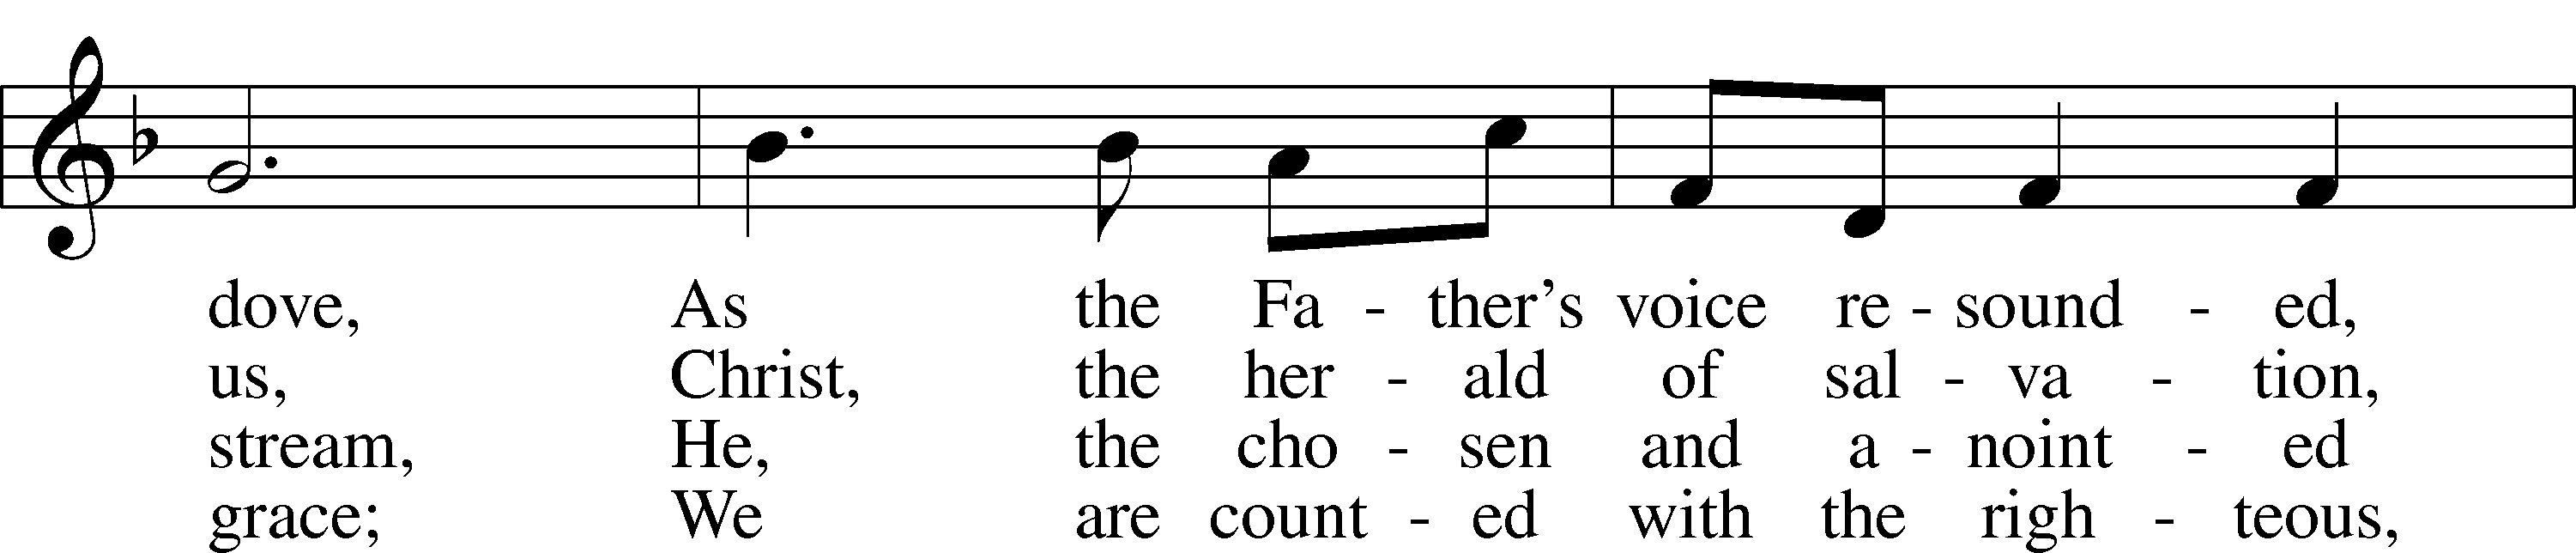 dove, As the Fa - ther’s voice re - sound - ed,
us, Christ, the her - ald of sal - va - tion,
stream, He, the cho - sen and a - noint - ed
grace; We are count - ed with the righ - teous,